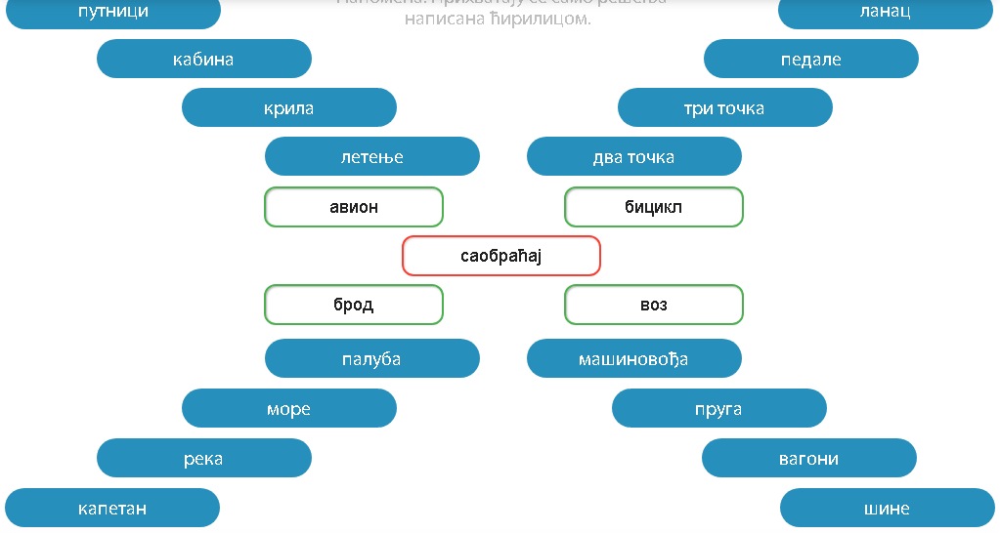 путници ланац
Напомена: Прихватају се само решења
написана ћирилицом.
кабина педале
крила три точка
летење два точка
авион бицикл
саобраћај
брод воз
палуба машиновођа
море пруга
река вагони
капетан шине